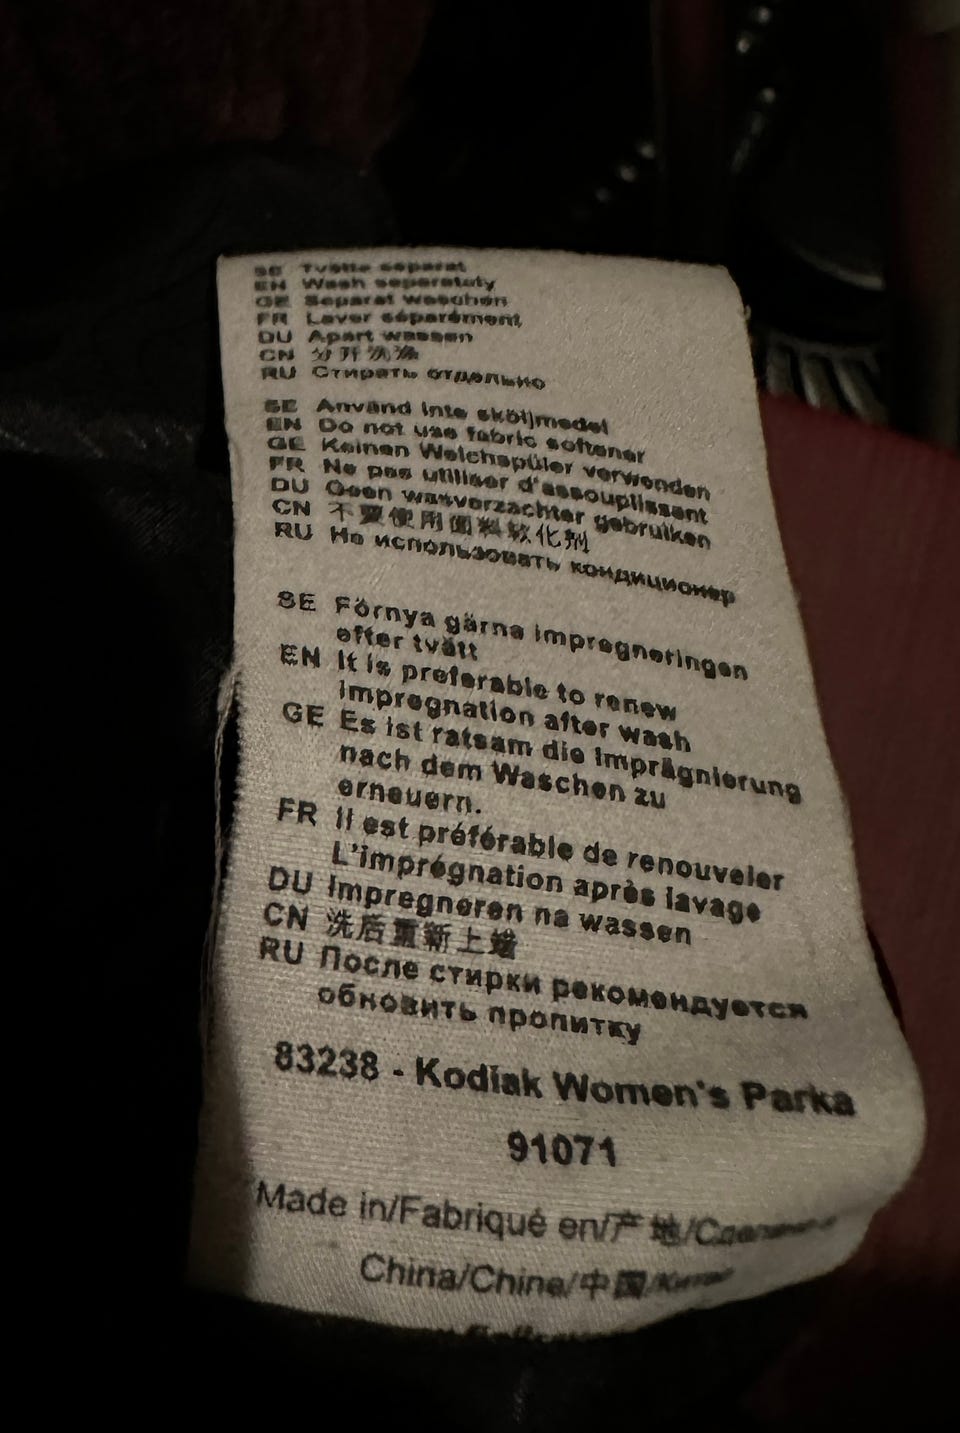 SE Tvätte separat
EN Wash separately
GE Separat waschen
FR Laver séparément
DU Apart wassen
CN 分开洗涤
RU Стирать отдельно
SE Använd inte sköljmedel
EN Do not use fabric softener
GE Keinen Weichspüler verwenden
FR Ne pas utiliser d'assouplissant
DU Geen wasverzachter gebruiken
CN 不要使用面料软化剂
RU Не использовать кондиционер
SE Förnya gärna impregneringen
efter tvätt
EN It is preferable to renew
impregnation after wash
GE Es ist ratsam die Imprägnierung
nach dem Waschen zu
erneuern.
FR Il est préférable de renouveler
L'imprégnation après lavage
DU Impregneren na wassen
CN 洗后重新上蜡
RU После стирки рекомендуется
обновить пропитку
83238 - Kodiak Women's Parka
91071
Made in/Fabriqué en/产地/Сделано в
China/Chine/中国/Китае